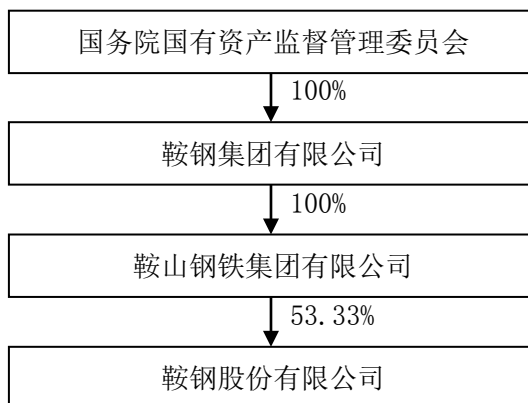 国务院国有资产监督管理委员会
100%
鞍钢集团有限公司
100%
鞍山钢铁集团有限公司
53.33%
鞍钢股份有限公司